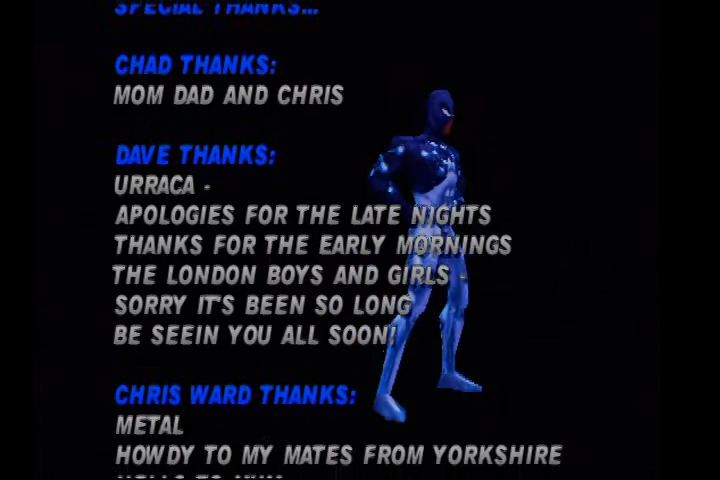 SPECIAL THANKS...
CHAD THANKS:
MOM DAD AND CHRIS
DAVE THANKS:
URRACA -
APOLOGIES FOR THE LATE NIGHTS
THANKS FOR THE EARLY MORNINGS
THE LONDON BOYS AND GIRLS -
SORRY IT'S BEEN SO LONG
BE SEEIN YOU ALL SOON!
CHRIS WARD THANKS:
METAL
HOWDY TO MY MATES FROM YORKSHIRE